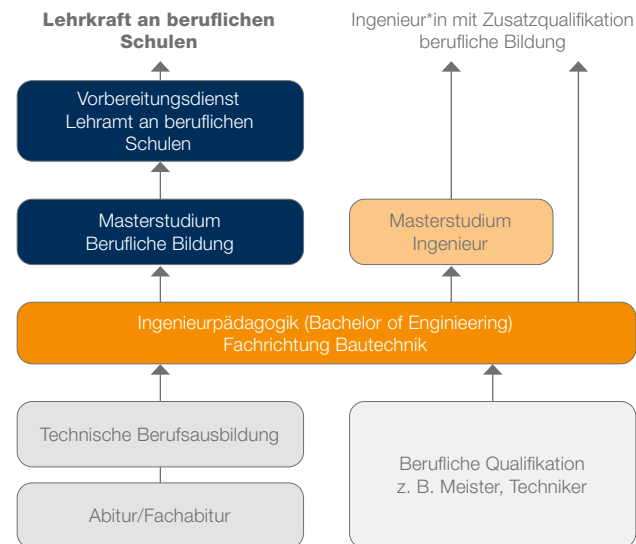 Lehrkraft an beruflichen
Schulen
Ingenieur*in mit Zusatzqualifikation
berufliche Bildung
Vorbereitungsdienst
Lehramt an beruflichen
Schulen
Masterstudium
Berufliche Bildung
Masterstudium
Ingenieur
Ingenieurpädagogik (Bachelor of Enginieering)
Fachrichtung Bautechnik
Technische Berufsausbildung
Abitur/Fachabitur
Berufliche Qualifikation
z. B. Meister, Techniker